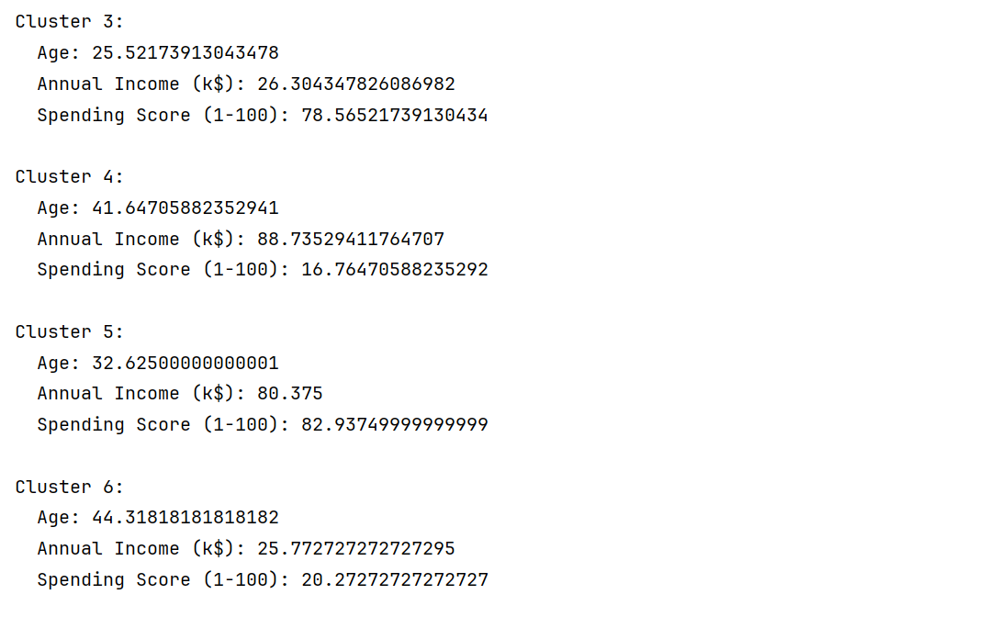 Cluster 3:
Age: 25.52173913043478
Annual Income (k$): 26.304347826086982
Spending Score (1-100): 78.56521739130434
Cluster 4:
Age: 41.64705882352941
Annual Income (k$): 88.73529411764707
Spending Score (1-100): 16.76470588235292
Cluster 5:
Age: 32.62500000000001
Annual Income (k$): 80.375
Spending Score (1-100): 82.93749999999999
Cluster 6:
Age: 44.31818181818182
Annual Income (k$): 25.772727272727295
Spending Score (1-100): 20.27272727272727